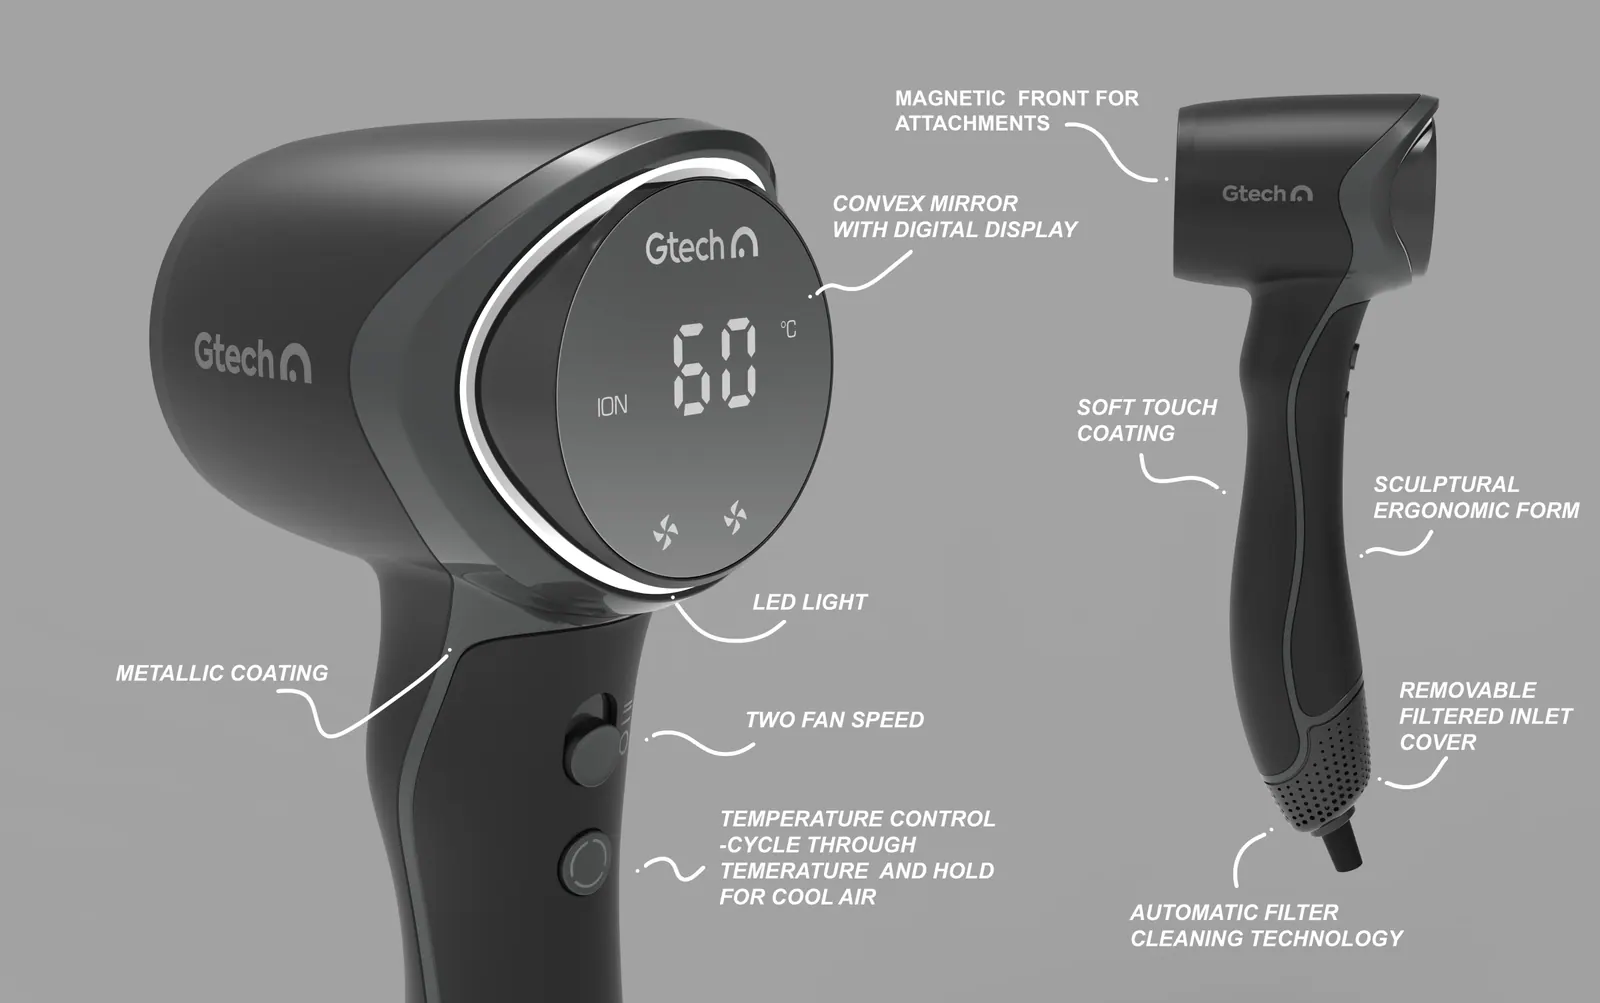 MAGNETIC FRONT FOR
ATTACHMENTS
Gtech
CONVEX MIRROR
WITH DIGITAL DISPLAY
Gtech
60
°C
ION
Gtech
SOFT TOUCH
COATING
SCULPTURAL
ERGONOMIC FORM
LED LIGHT
METALLIC COATING
TWO FAN SPEED
REMOVABLE
FILTERED INLET
COVER
TEMPERATURE CONTROL
-CYCLE THROUGH
TEMERATURE AND HOLD
FOR COOL AIR
AUTOMATIC FILTER
CLEANING TECHNOLOGY